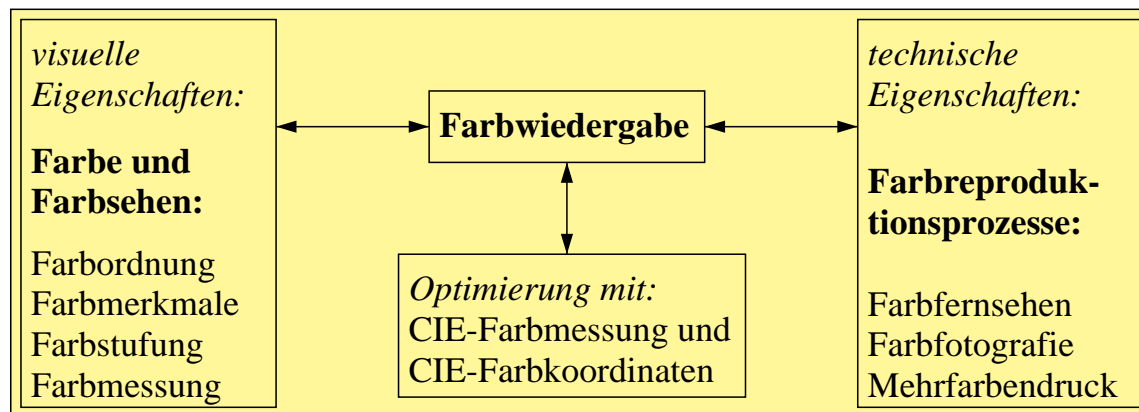 visuelle
Eigenschaften:
Farbe und
Farbsehen:
Farbordnung
Farbmerkmale
Farbstufung
Farbmessung
Farbwiedergabe
Optimierung mit:
CIE-Farbmessung und
CIE-Farbkoordinaten
technische
Eigenschaften:
Farbreproduk-
tionsprozesse:
Farbfernsehen
Farbfotografie
Mehrfarbendruck